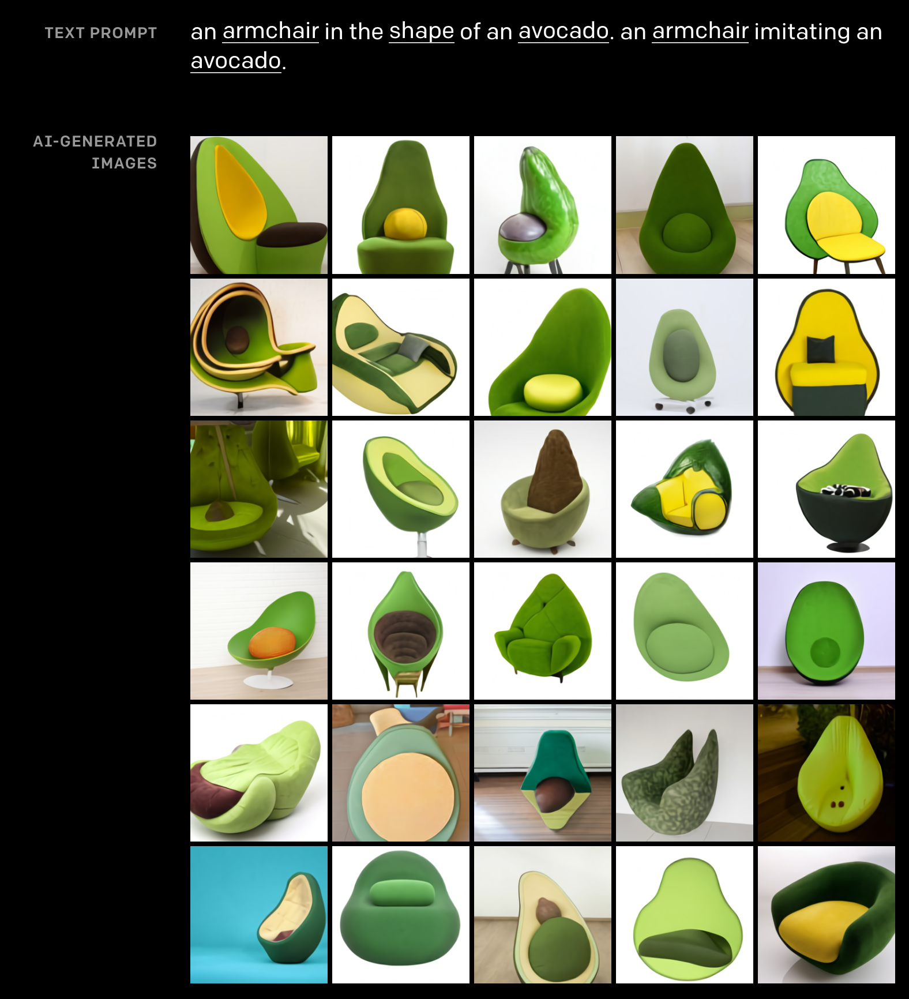 TEXT PROMPT
an armchair in the shape of an avocado. an armchair imitating an
avocado.
AI-GENERATED
IMAGES